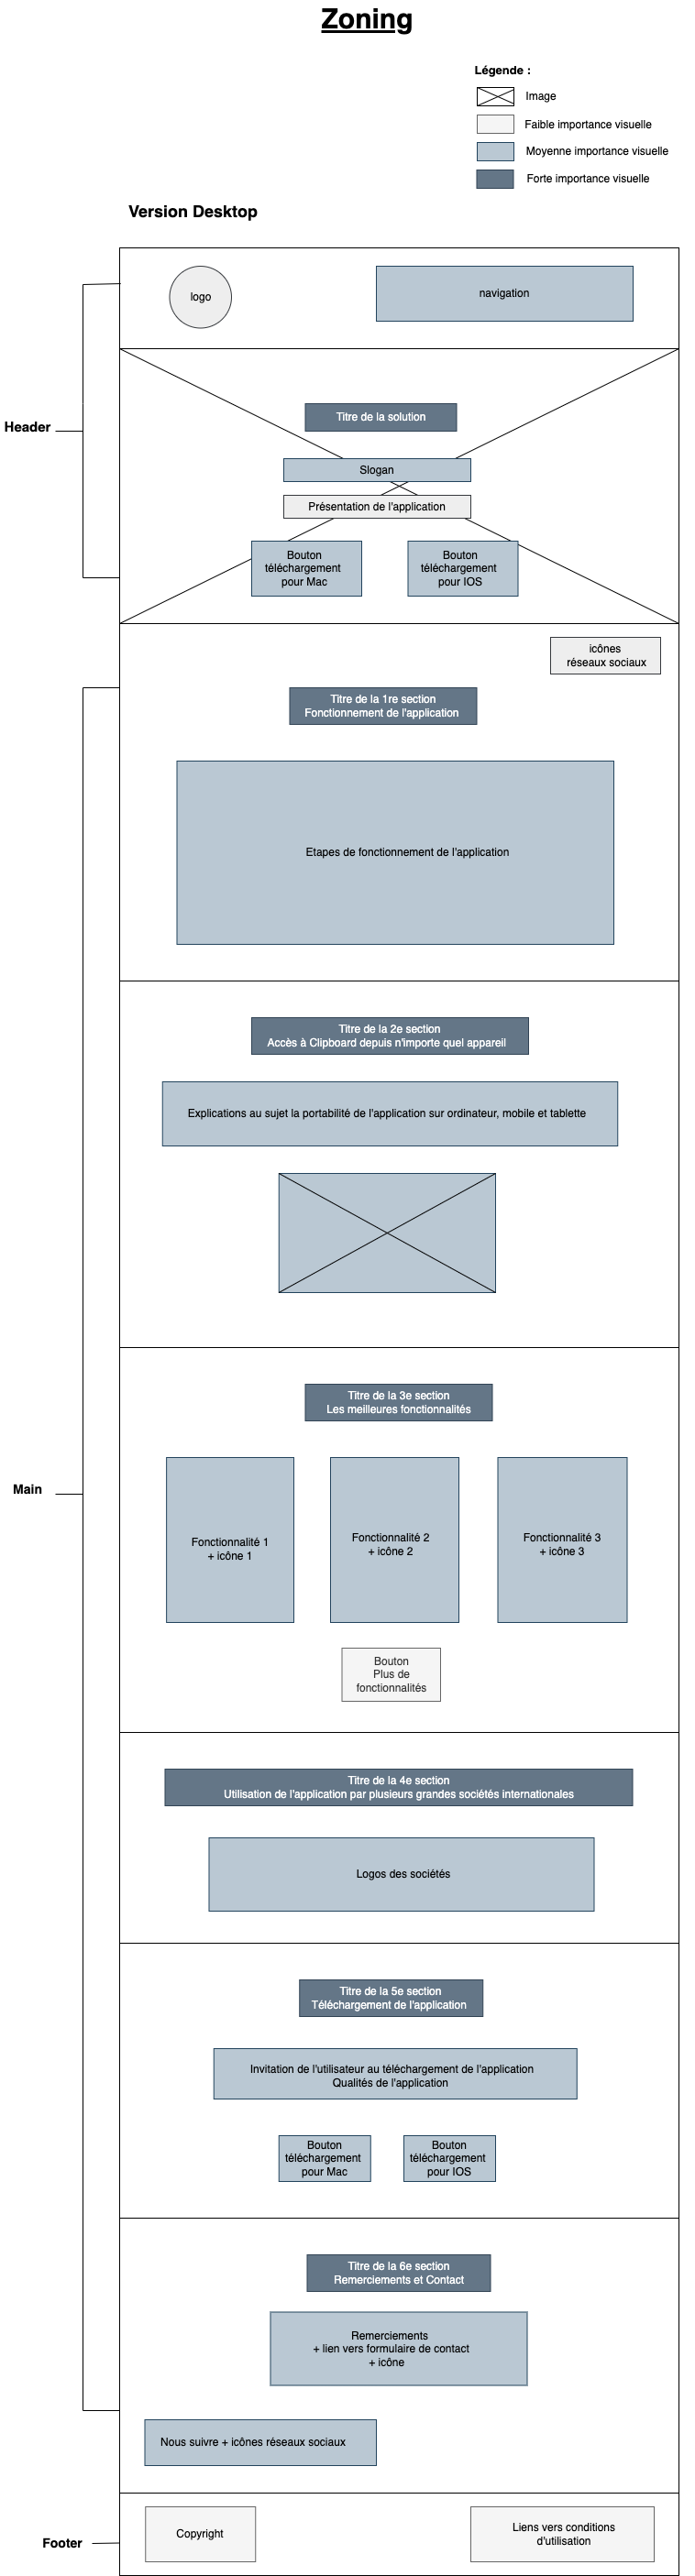 Zoning
Légende :
Image
Faible importance visuelle
Moyenne importance visuelle
Forte importance visuelle
Version Desktop
logo
navigation
Header
Titre de la solution
Slogan
Présentation de l'application
Bouton
téléchargement
pour Mac
Bouton
téléchargement
pour IOS
icônes
réseaux sociaux
Titre de la 1re section
Fonctionnement de l'application
Etapes de fonctionnement de l'application
Titre de la 2e section
Accès à Clipboard depuis n'importe quel appareil
Explications au sujet la portabilité de l'application sur ordinateur, mobile et tablette
Titre de la 3e section
Les meilleures fonctionnalités
Main
Fonctionnalité 1
+ icône 1
Fonctionnalité 2
+ icône 2
Fonctionnalité 3
+ icône 3
Bouton
Plus de
fonctionnalités
Titre de la 4e section
Utilisation de l'application par plusieurs grandes sociétés internationales
Logos des sociétés
Titre de la 5e section
Téléchargement de l'application
Invitation de l'utilisateur au téléchargement de l'application
Qualités de l'application
Bouton
téléchargement
pour Mac
Bouton
téléchargement
pour IOS
Titre de la 6e section
Remerciements et Contact
Remerciements
+ lien vers formulaire de contact
+ icône
Nous suivre + icônes réseaux sociaux
Footer
Copyright
Liens vers conditions
d'utilisation